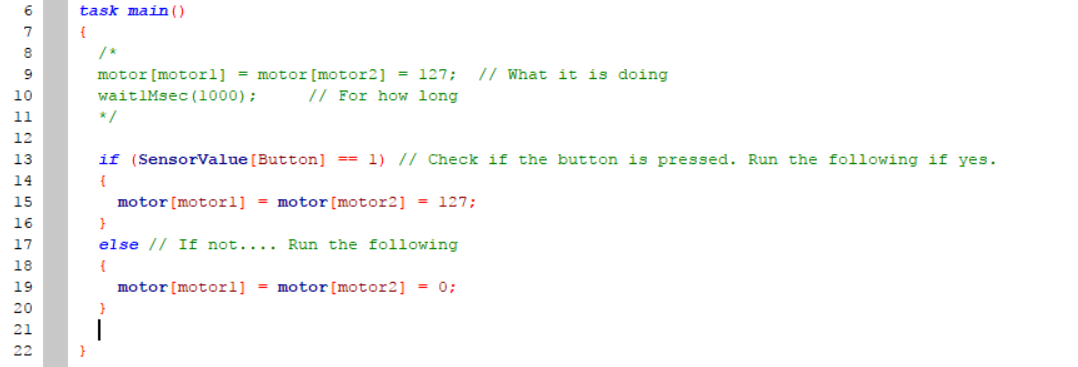 6 task main()
7 {
8 /*
9 motor[motor1] = motor[motor2] = 127; // What it is doing
10 wait1Msec(1000); // For how long
11 */
12
13 if (SensorValue[Button] == 1) // Check if the button is pressed. Run the following if yes.
14 {
15 motor[motor1] = motor[motor2] = 127;
16 }
17 else // If not.... Run the following
18 {
19 motor[motor1] = motor[motor2] = 0;
20 }
21
22 }